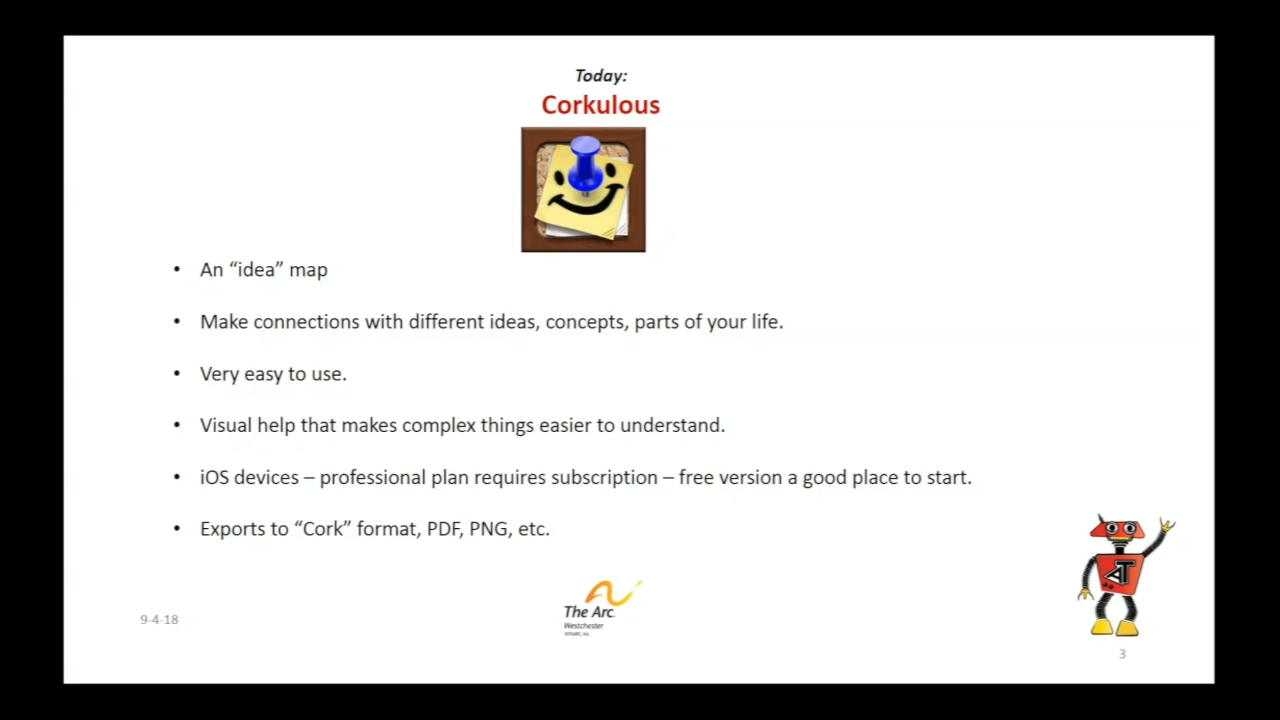 Today:
Corkulous
• An “idea” map
• Make connections with different ideas, concepts, parts of your life.
• Very easy to use.
• Visual help that makes complex things easier to understand.
• iOS devices – professional plan requires subscription – free version a good place to start.
• Exports to “Cork” format, PDF, PNG, etc.
AT
The Arc
Westchester
9-4-18
3